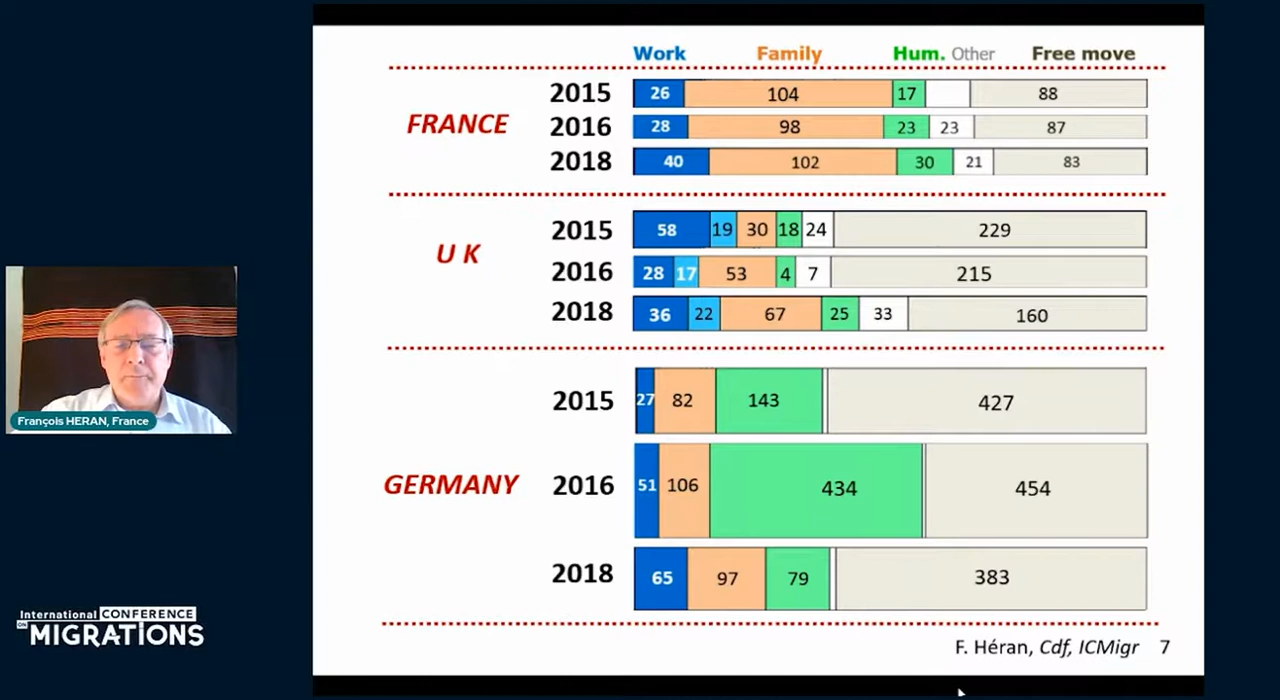 Work Family Hum. Other Free move
FRANCE
2015 26 104 17 88
2016 28 98 23 23 87
2018 40 102 30 21 83
U K
2015 58 19 30 18 24 229
2016 28 17 53 4 7 215
2018 36 22 67 25 33 160
GERMANY
2015 27 82 143 427
2016 51 106 434 454
2018 65 97 79 383
F. Héran, Cdf, ICMigr 7
François HERAN, France
International CONFERENCE
ON MIGRATIONS